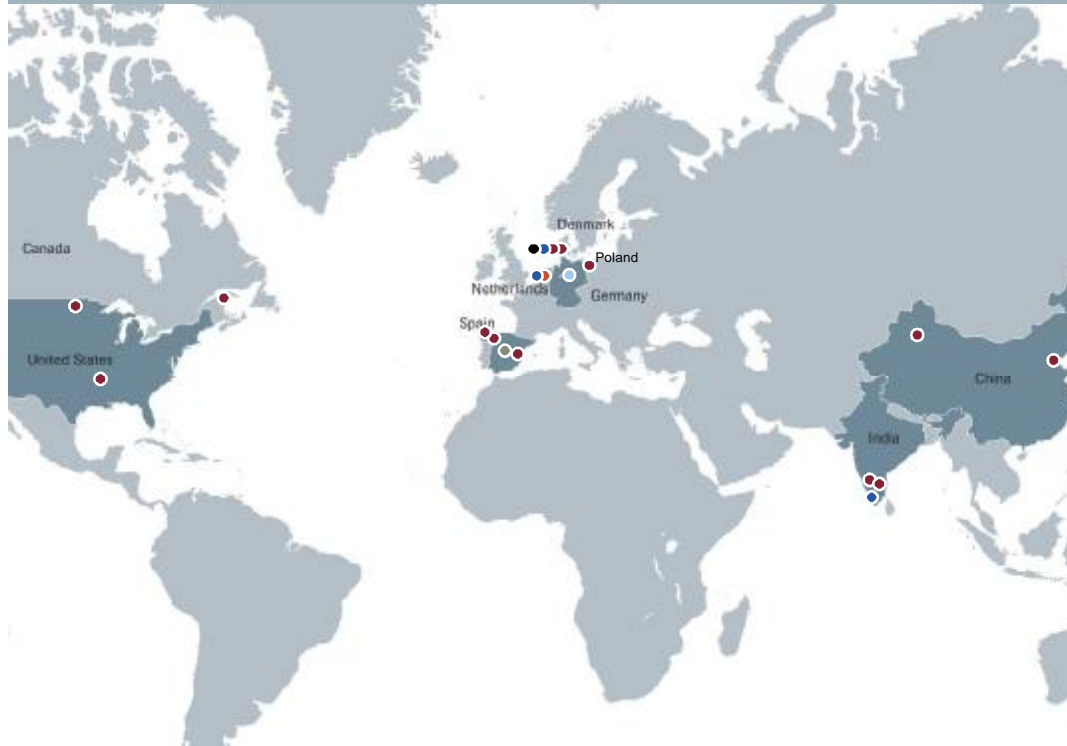 Denmark
Canada
Poland
Netherlands
Germany
Spain
United States
China
India